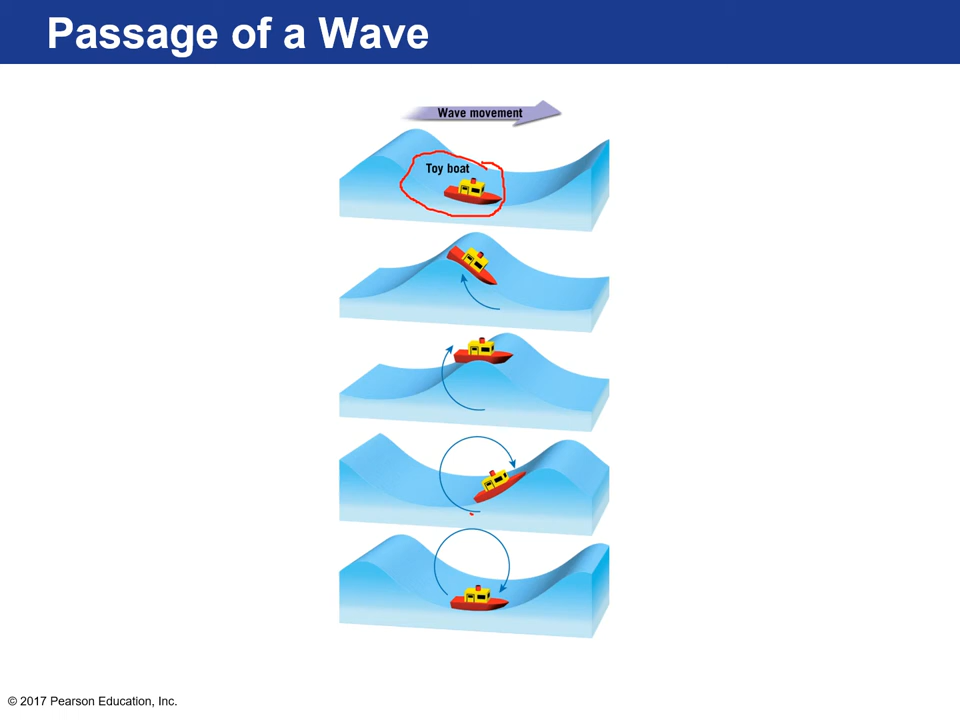 Passage of a Wave
Wave movement
Toy boat
© 2017 Pearson Education, Inc.